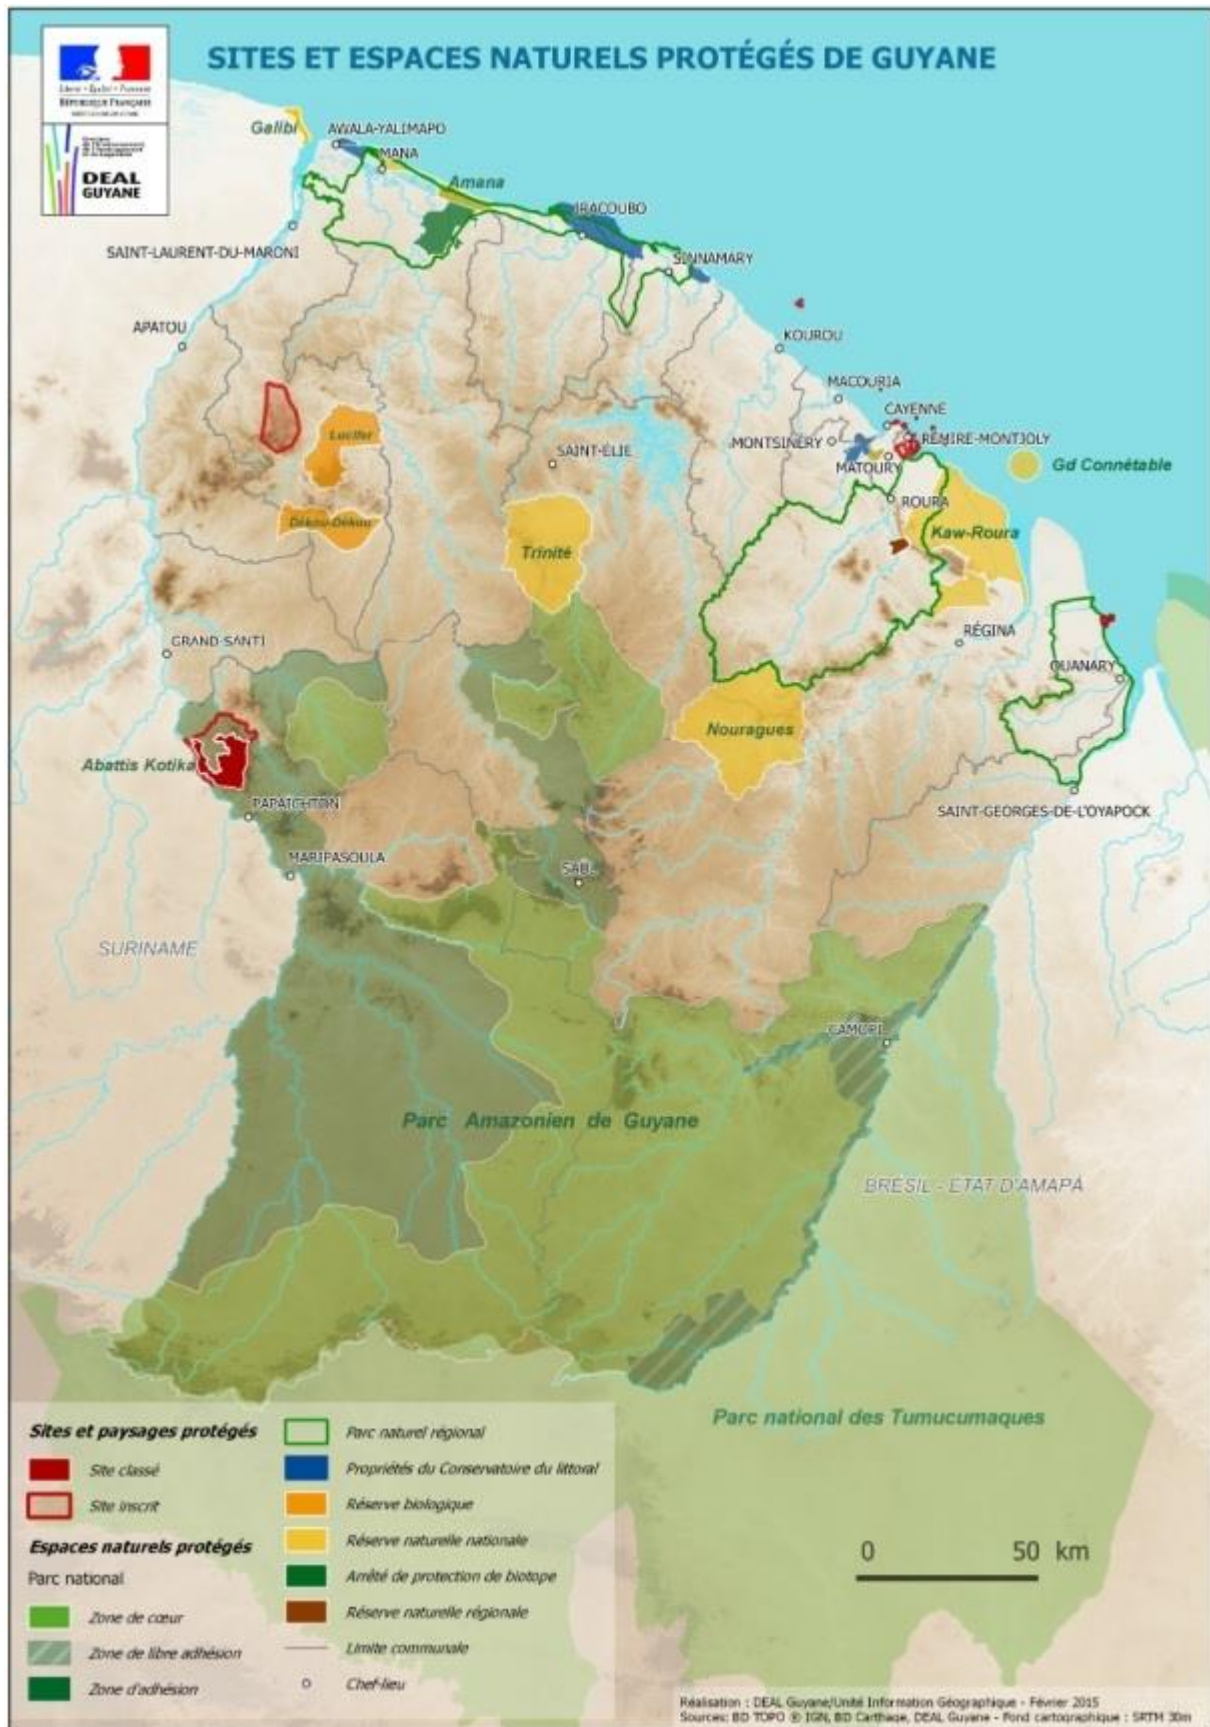 SITES ET ESPACES NATURELS PROTÉGÉS DE GUYANE
Liberté • Égalité • Fraternité
RÉPUBLIQUE FRANÇAISE
DEAL
GUYANE
Galibi
AWALA-YALIMAPO
MANA
Amana
IRACOUBO
SAINT-LAURENT-DU-MARONI
SINNAMARY
APATOU
KOUROU
MACOURIA
CAYENNE
Lucifer
MONTSINÉRY
RÉMIRE-MONTJOLY
SAINT-ÉLIE
MATOURY
Gd Connétable
ROURA
Dékou-Dékou
Kaw-Roura
Trinité
RÉGINA
GRAND-SANTI
OUANARY
Nouragues
Abattis Kotika
PAPAÏCHTON
SAINT-GEORGES-DE-L'OYAPOCK
MARIPASOULA
SAÜL
SURINAME
CAMOPI
Parc Amazonien de Guyane
BRÉSIL - ETAT D'AMAPÁ
Parc national des Tumucumaques
Sites et paysages protégés
Site classé
Site inscrit
Espaces naturels protégés
Parc national
Zone de cœur
Zone de libre adhésion
Zone d'adhésion
Parc naturel régional
Propriétés du Conservatoire du littoral
Réserve biologique
Réserve naturelle nationale
Arrêté de protection de biotope
Réserve naturelle régionale
Limite communale
Chef-lieu
0 50 km
Réalisation : DEAL Guyane/Unité Information Géographique - Février 2015
Sources: BD TOPO ® IGN, BD Carthage, DEAL Guyane - Fond cartographique : SRTM 30m